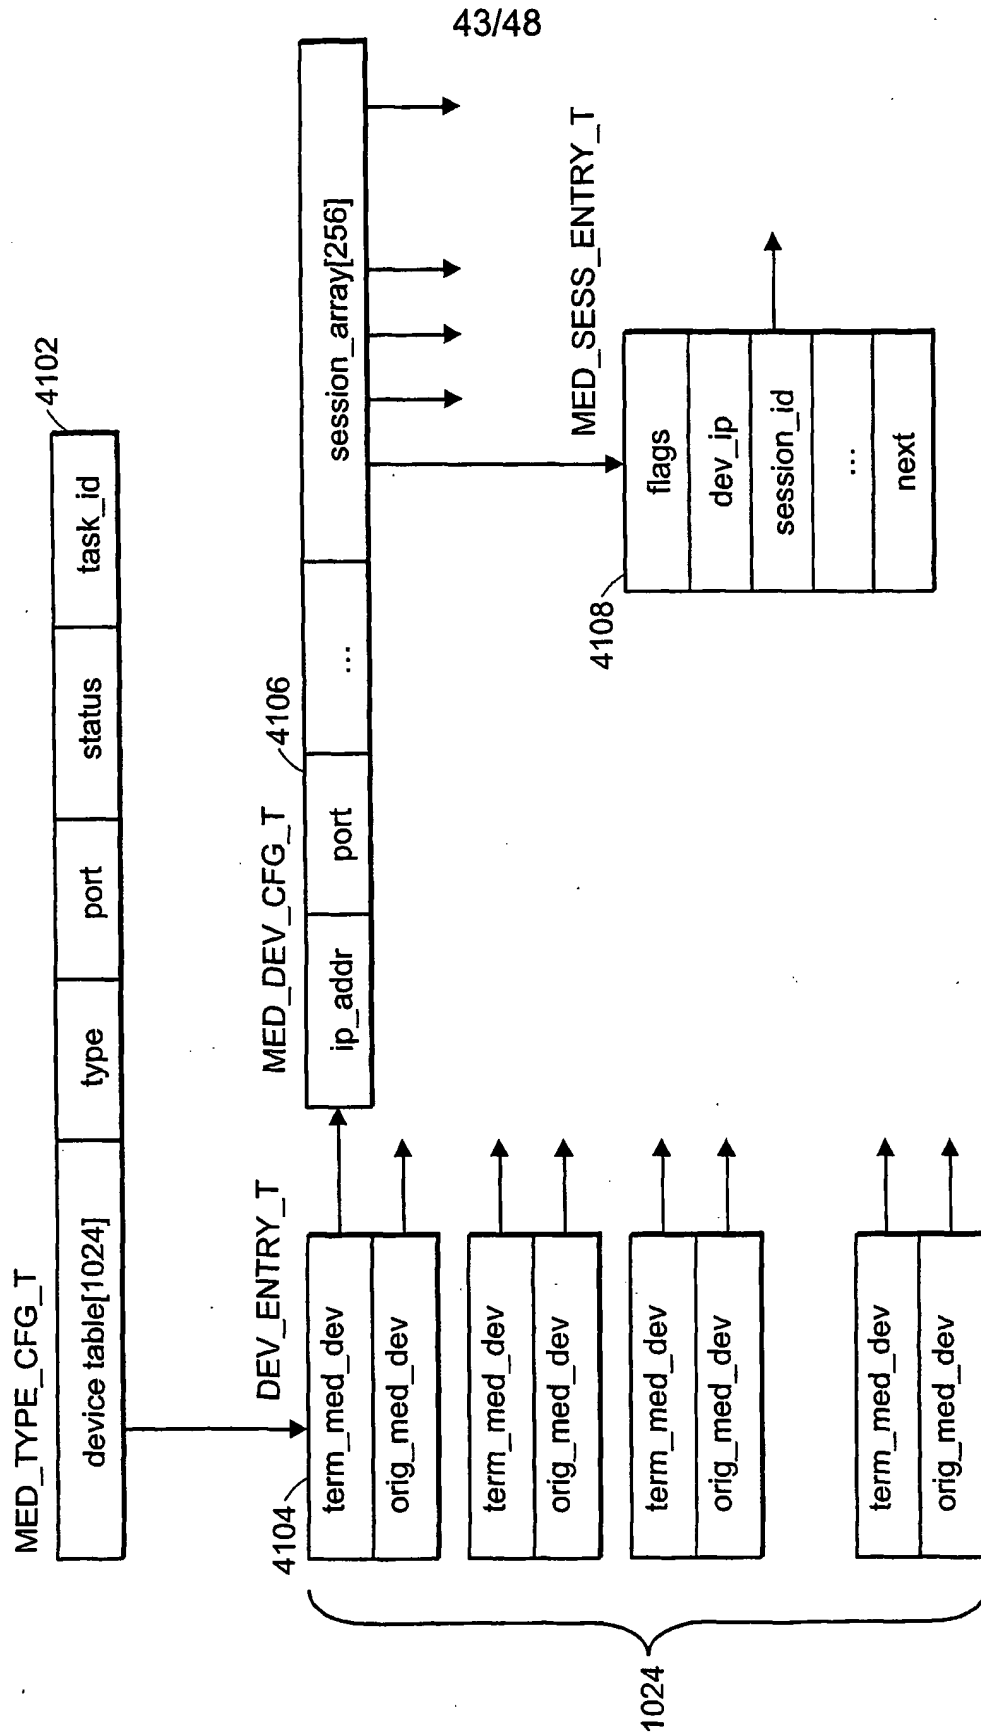 43/48
MED_TYPE_CFG_T
4102
device table[1024]
type
port
status
task_id
DEV_ENTRY_T
4104
term_med_dev
orig_med_dev
term_med_dev
orig_med_dev
term_med_dev
orig_med_dev
term_med_dev
orig_med_dev
1024
MED_DEV_CFG_T
4106
ip_addr
port
...
session_array[256]
MED_SESS_ENTRY_T
4108
flags
dev_ip
session_id
...
next